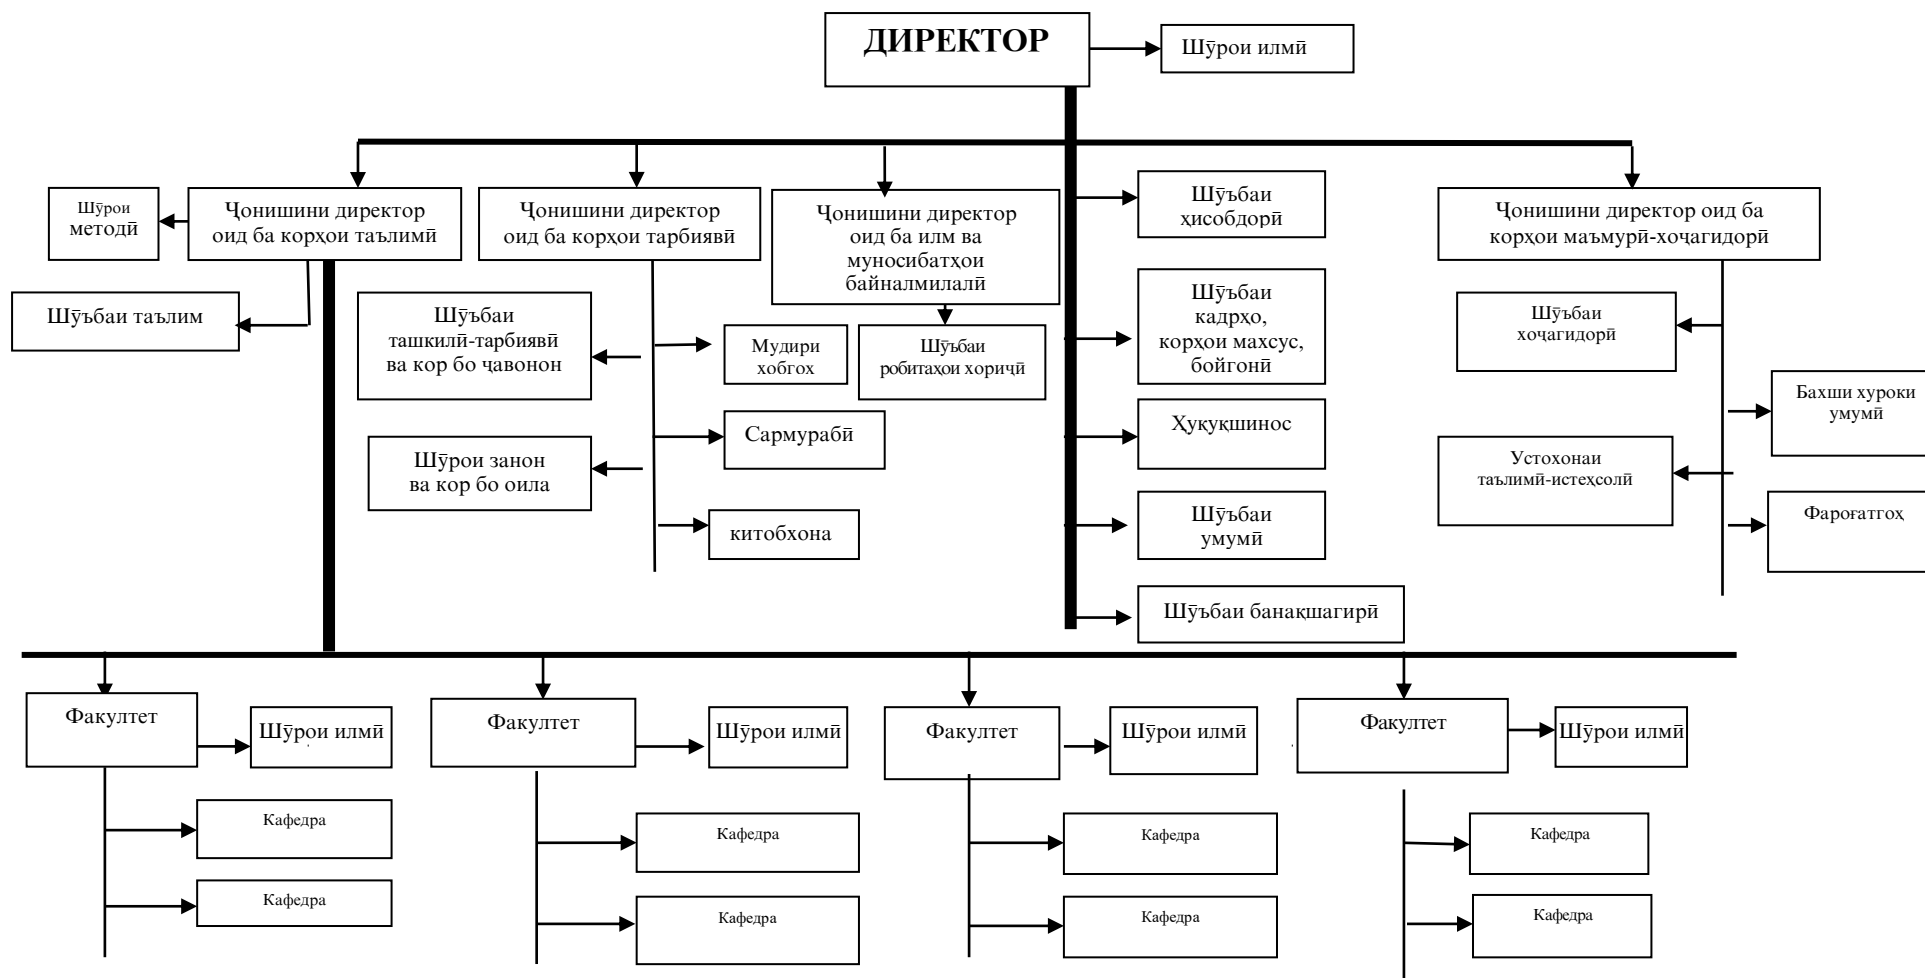 ДИРЕКТОР
Шӯрои илмӣ
Шӯрои
методӣ
Ҷонишини директор
оид ба корҳои таълимӣ
Ҷонишини директор
оид ба корҳои тарбиявӣ
Ҷонишини директор
оид ба илм ва
муносибатҳои
байналмилалӣ
Шӯъбаи
ҳисобдорӣ
Ҷонишини директор оид ба
корҳои маъмурӣ-хоҷагидорӣ
Шӯъбаи таълим
Шӯъбаи
ташкилӣ-тарбиявӣ
ва кор бо ҷавонон
Мудири
хобгох
Шӯъбаи
робитаҳои хориҷӣ
Шӯъбаи
кадрҳо,
корҳои махсус,
бойгонӣ
Шӯъбаи
хоҷагидорӣ
Бахши хуроки
умумӣ
Сармурабӣ
Ҳуқуқшинос
Шӯрои занон
ва кор бо оила
Устохонаи
таълимӣ-истеҳсолӣ
китобхона
Шӯъбаи
умумӣ
Фароғатгоҳ
Шӯъбаи банақшагирӣ
Факултет
Шӯрои илмӣ
Факултет
Шӯрои илмӣ
Факултет
Шӯрои илмӣ
Факултет
Шӯрои илмӣ
Кафедра
Кафедра
Кафедра
Кафедра
Кафедра
Кафедра
Кафедра
Кафедра